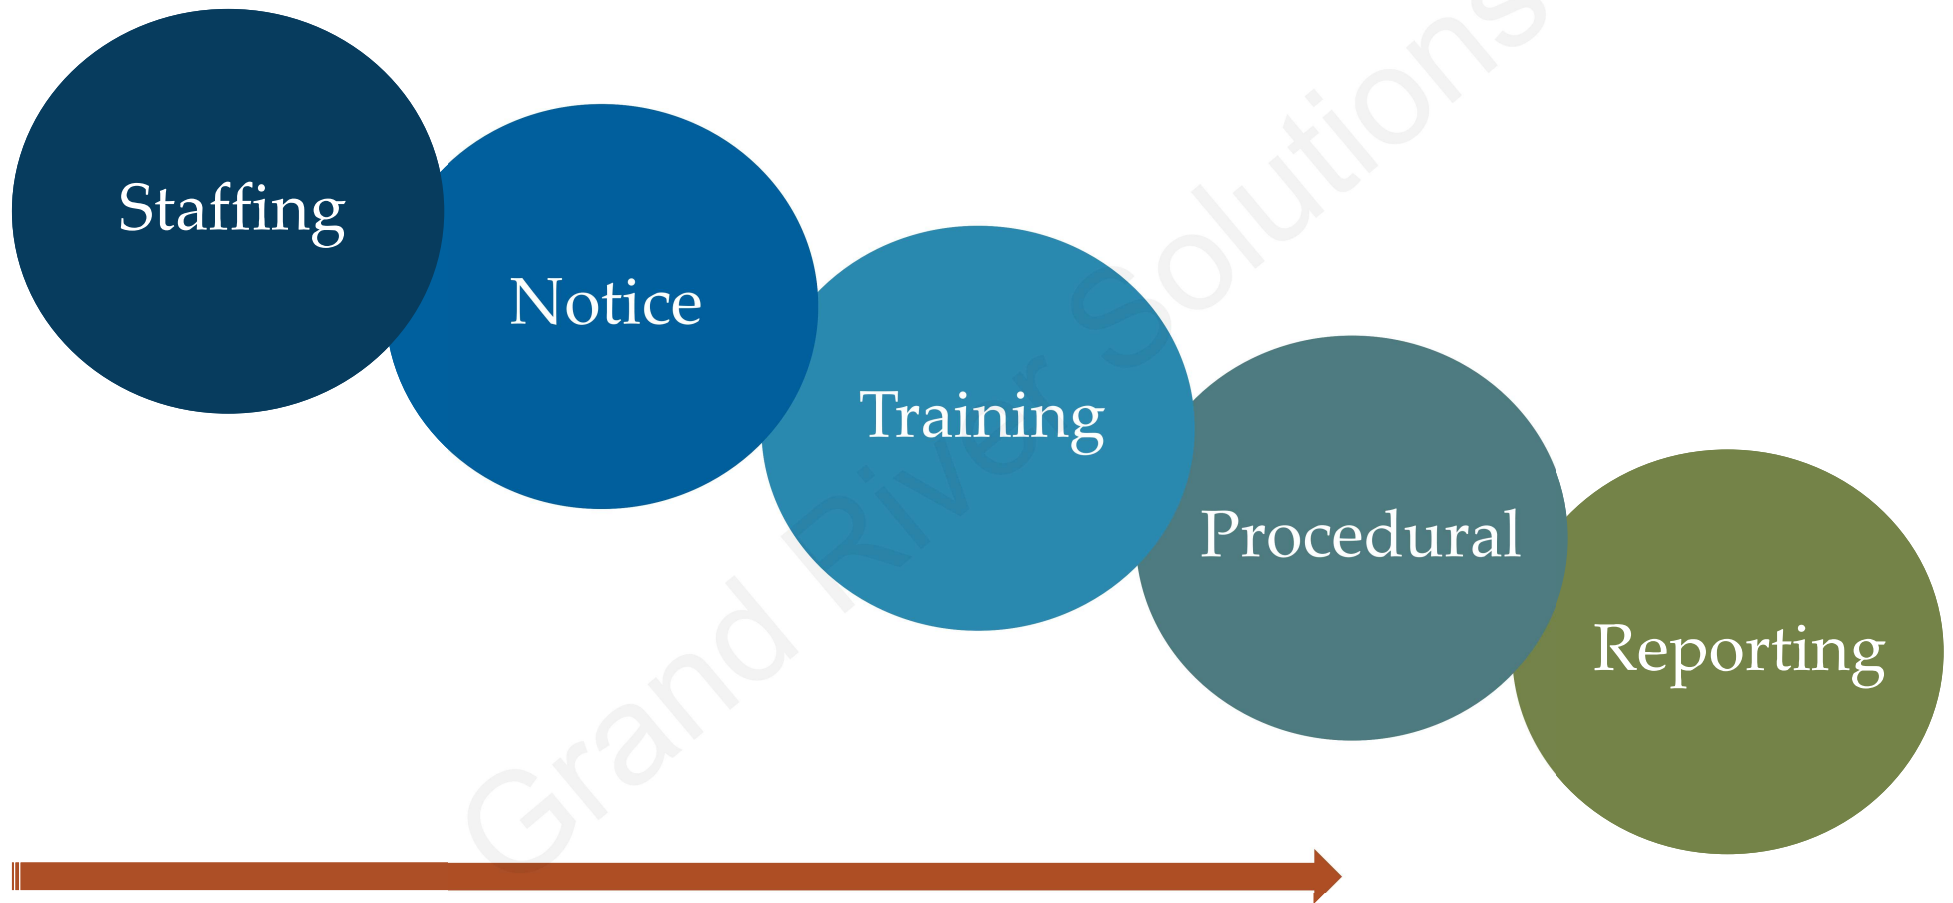 Staffing
Notice
Training
Procedural
Reporting
Grand River Solutions